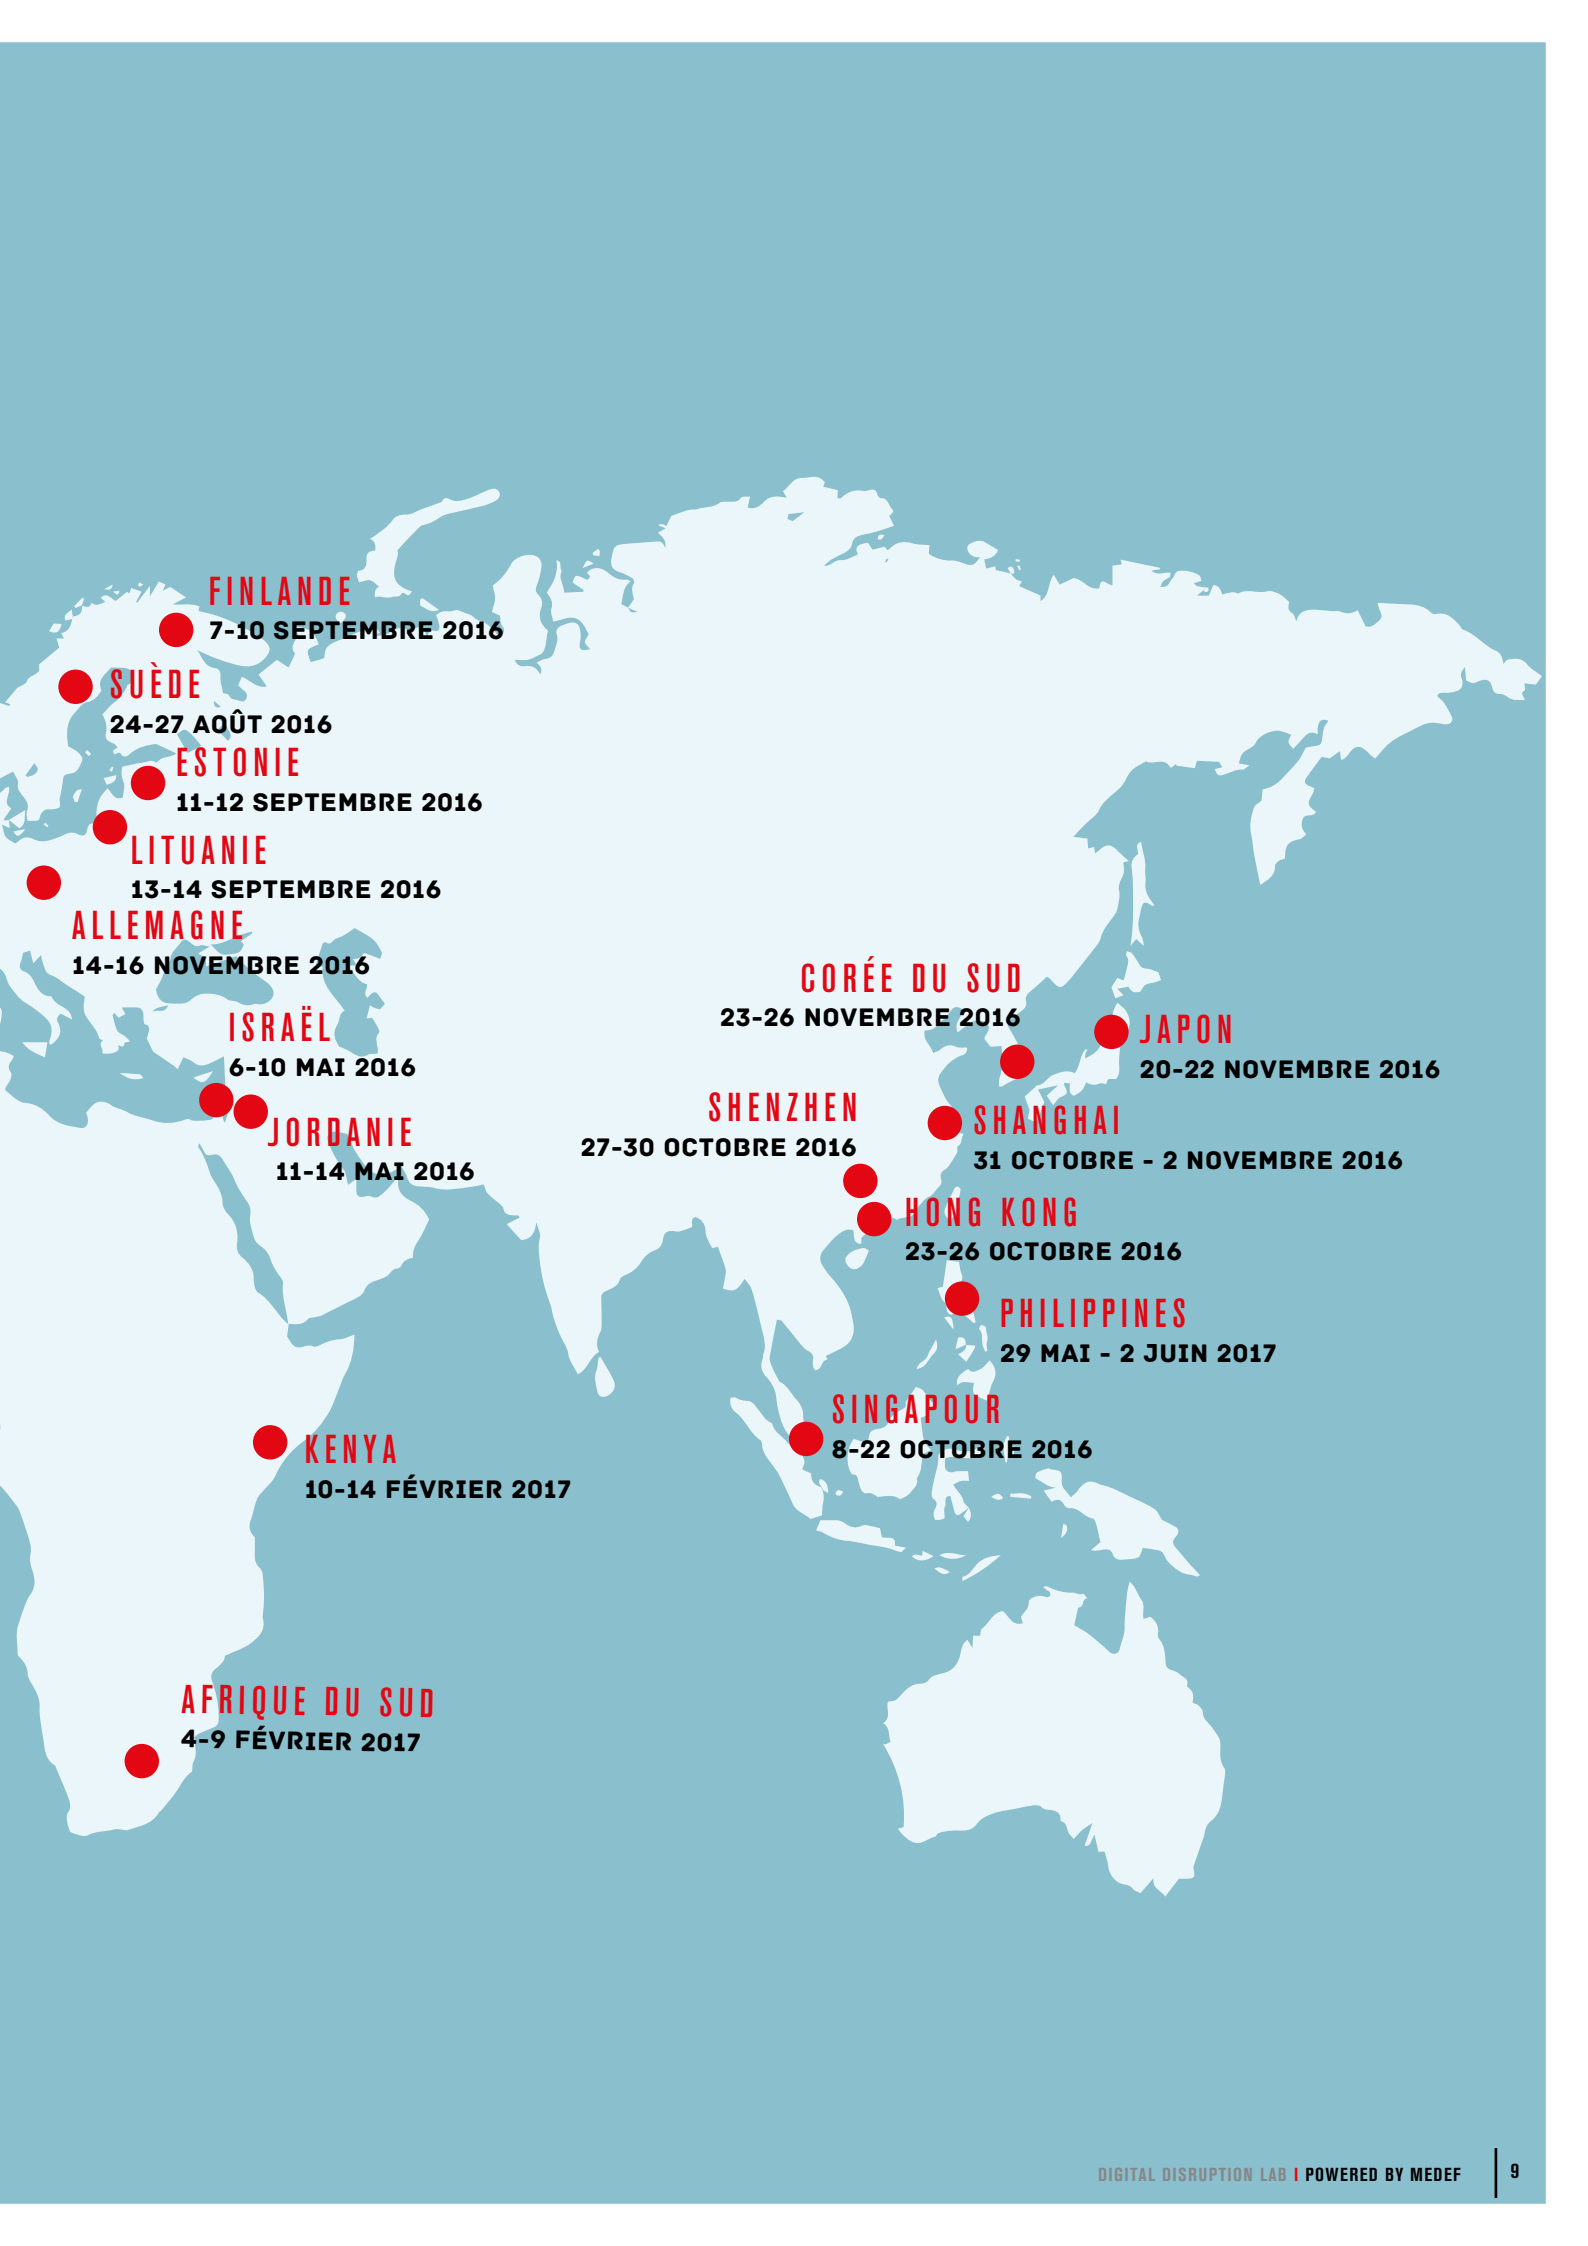 FINLANDE
7-10 SEPTEMBRE 2016
SUÈDE
24-27 AOÛT 2016
ESTONIE
11-12 SEPTEMBRE 2016
LITUANIE
13-14 SEPTEMBRE 2016
ALLEMAGNE
14-16 NOVEMBRE 2016
ISRAËL
6-10 MAI 2016
JORDANIE
11-14 MAI 2016
CORÉE DU SUD
23-26 NOVEMBRE 2016
JAPON
20-22 NOVEMBRE 2016
SHENZHEN
27-30 OCTOBRE 2016
SHANGHAI
31 OCTOBRE - 2 NOVEMBRE 2016
HONG KONG
23-26 OCTOBRE 2016
PHILIPPINES
29 MAI - 2 JUIN 2017
SINGAPOUR
8-22 OCTOBRE 2016
KENYA
10-14 FÉVRIER 2017
AFRIQUE DU SUD
4-9 FÉVRIER 2017
DIGITAL DISRUPTION LAB I POWERED BY MEDEF
9